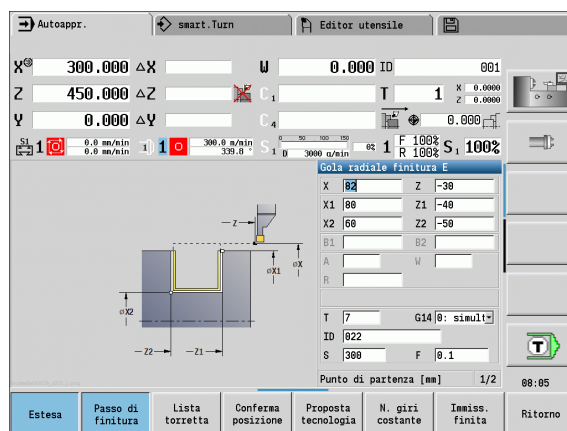 Autoappr. smart.Turn Editor utensile
X 300.000 ΔX W 0.000 ID 001
Z 450.000 ΔZ C 1 T 1 X 0.0000 Z 0.0000
Y 0.000 ΔY C 4 0.000
S1 1 0.0 mm/min 0.0 mm/min 1 300.0 m/min 339.8 ° S 1 0 50 100 150 0% D 3000 g/min 1 F 100% R 100% S1 100%
Gola radiale finitura E
X 82 Z -30
X1 80 Z1 -40
X2 60 Z2 -50
B1 B2
A W
R
T 7 G14 0: simult
ID 022
S 300 F 0.1
Punto di partenza [mm] 1/2
Z
øX1
øX
øX2
Z2 Z1
T
08:05
Estesa
Passo di finitura
Lista torretta
Conferma posizione
Proposta tecnologia
N. giri costante
Immiss. finita
Ritorno